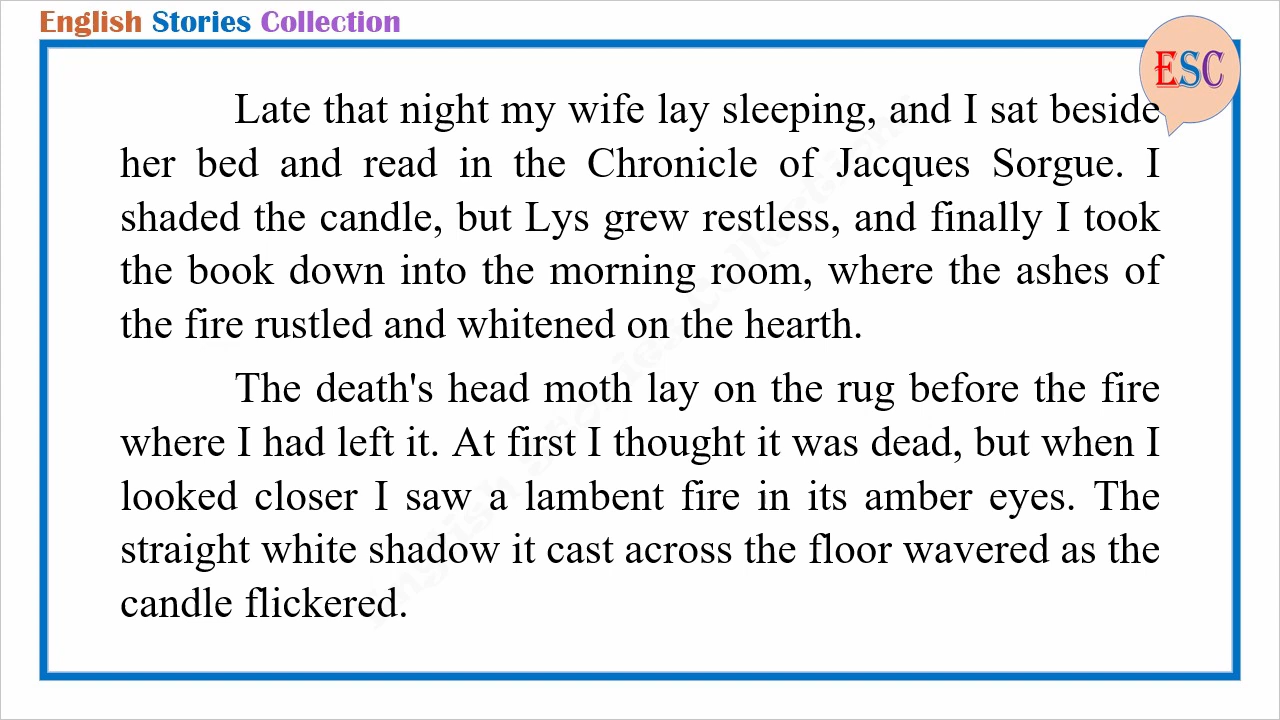 English Stories Collection
ESC
Late that night my wife lay sleeping, and I sat beside
her bed and read in the Chronicle of Jacques Sorgue. I
shaded the candle, but Lys grew restless, and finally I took
the book down into the morning room, where the ashes of
the fire rustled and whitened on the hearth.
The death's head moth lay on the rug before the fire
where I had left it. At first I thought it was dead, but when I
looked closer I saw a lambent fire in its amber eyes. The
straight white shadow it cast across the floor wavered as the
candle flickered.
English Stories Collection